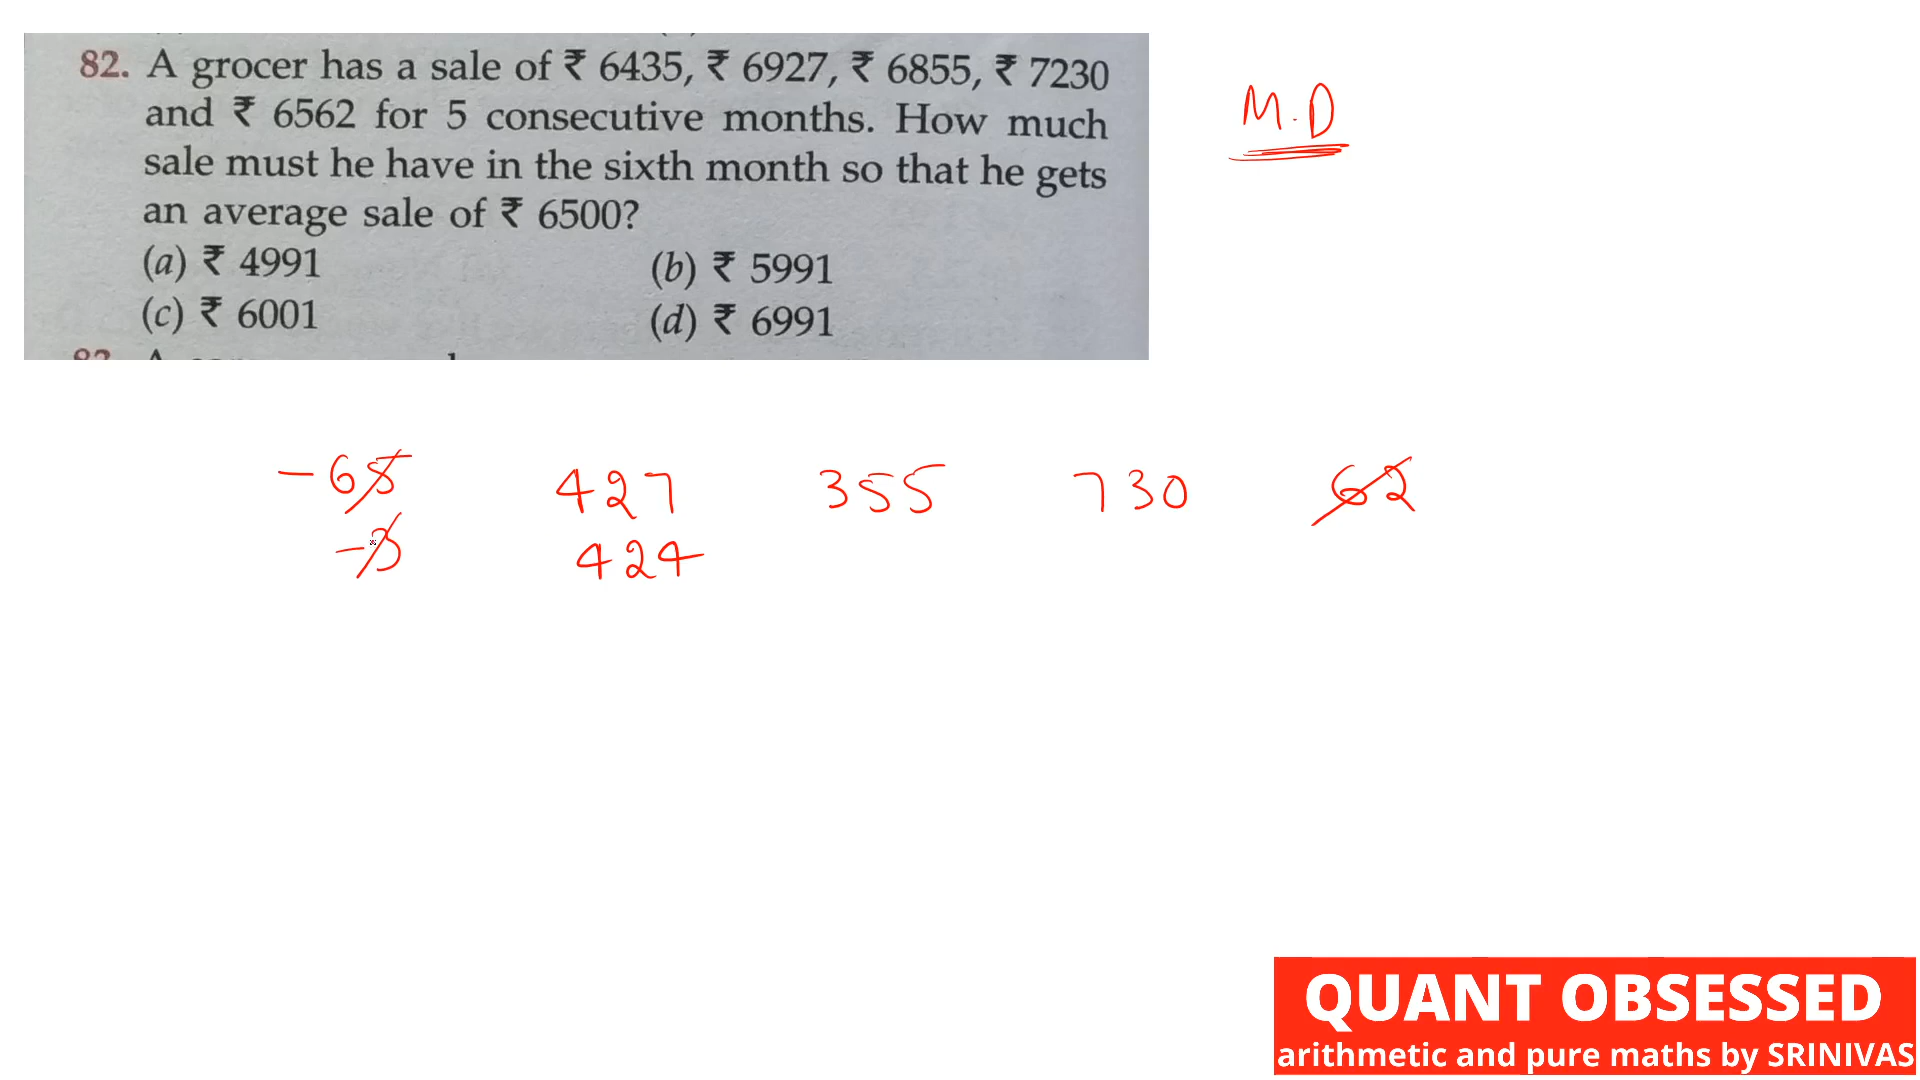 82. A grocer has a sale of ₹ 6435, ₹ 6927, ₹ 6855, ₹ 7230
and ₹ 6562 for 5 consecutive months. How much
sale must he have in the sixth month so that he gets
an average sale of ₹ 6500?
(a) ₹ 4991 (b) ₹ 5991
(c) ₹ 6001 (d) ₹ 6991
M.D
-65 427 355 730 62
-3 424
QUANT OBSESSED
arithmetic and pure maths by SRINIVAS